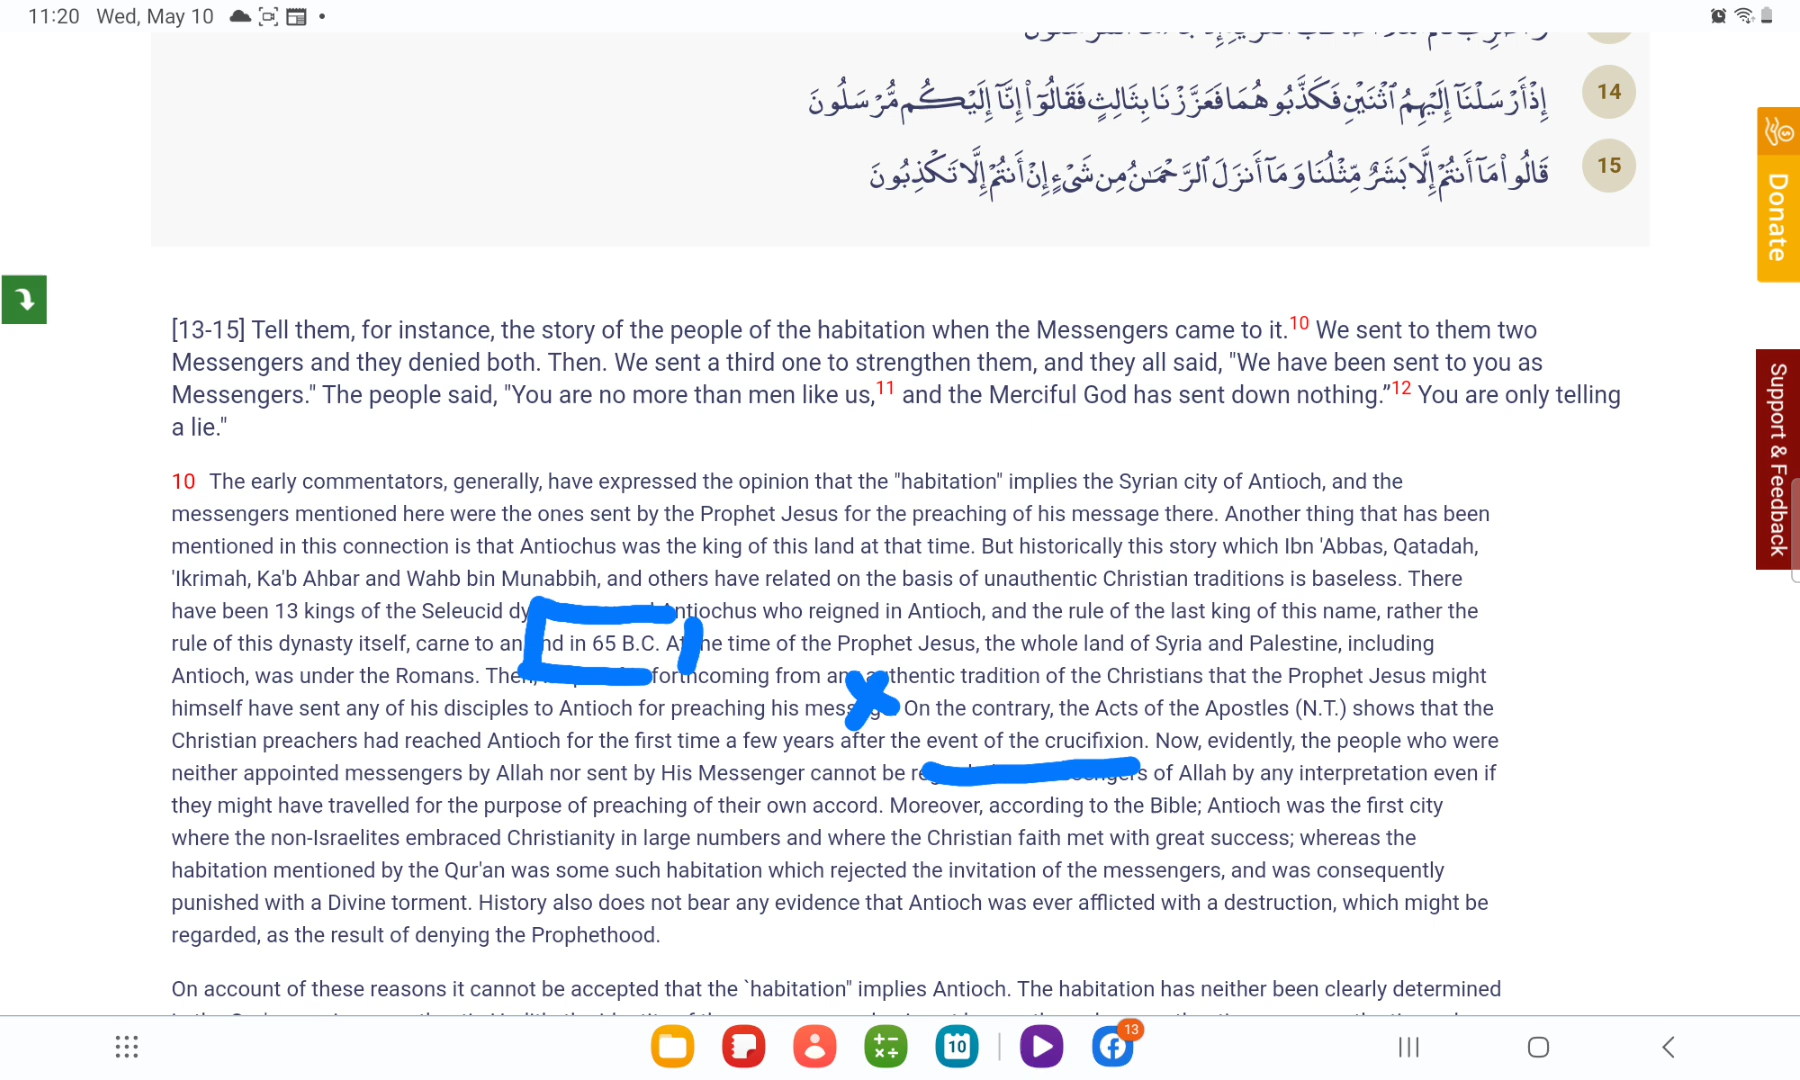 11:20 Wed, May 10
14 إِذْ أَرْسَلْنَآ إِلَيْهِمُ ٱثْنَيْنِ فَكَذَّبُوهُمَا فَعَزَّزْنَا بِثَالِثٍ فَقَالُوٓا۟ إِنَّآ إِلَيْكُم مُّرْسَلُونَ
15 قَالُوا۟ مَآ أَنتُمْ إِلَّا بَشَرٌ مِّثْلُنَا وَمَآ أَنزَلَ ٱلرَّحْمَـٰنُ مِن شَىْءٍ إِنْ أَنتُمْ إِلَّا تَكْذِبُونَ
Donate
[13-15] Tell them, for instance, the story of the people of the habitation when the Messengers came to it.10 We sent to them two
Messengers and they denied both. Then. We sent a third one to strengthen them, and they all said, "We have been sent to you as
Messengers." The people said, "You are no more than men like us,11 and the Merciful God has sent down nothing.”12 You are only telling
a lie."
Support & Feedback
10 The early commentators, generally, have expressed the opinion that the "habitation" implies the Syrian city of Antioch, and the
messengers mentioned here were the ones sent by the Prophet Jesus for the preaching of his message there. Another thing that has been
mentioned in this connection is that Antiochus was the king of this land at that time. But historically this story which Ibn 'Abbas, Qatadah,
'Ikrimah, Ka'b Ahbar and Wahb bin Munabbih, and others have related on the basis of unauthentic Christian traditions is baseless. There
have been 13 kings of the Seleucid Antiochus who reigned in Antioch, and the rule of the last king of this name, rather the
rule of this dynasty itself, carne to an end in 65 B.C. At the time of the Prophet Jesus, the whole land of Syria and Palestine, including
Antioch, was under the Romans. Then, forthcoming from any authentic tradition of the Christians that the Prophet Jesus might
himself have sent any of his disciples to Antioch for preaching his message. On the contrary, the Acts of the Apostles (N.T.) shows that the
Christian preachers had reached Antioch for the first time a few years after the event of the crucifixion. Now, evidently, the people who were
neither appointed messengers by Allah nor sent by His Messenger cannot be of Allah by any interpretation even if
they might have travelled for the purpose of preaching of their own accord. Moreover, according to the Bible; Antioch was the first city
where the non-Israelites embraced Christianity in large numbers and where the Christian faith met with great success; whereas the
habitation mentioned by the Qur'an was some such habitation which rejected the invitation of the messengers, and was consequently
punished with a Divine torment. History also does not bear any evidence that Antioch was ever afflicted with a destruction, which might be
regarded, as the result of denying the Prophethood.
On account of these reasons it cannot be accepted that the `habitation" implies Antioch. The habitation has neither been clearly determined
10
13